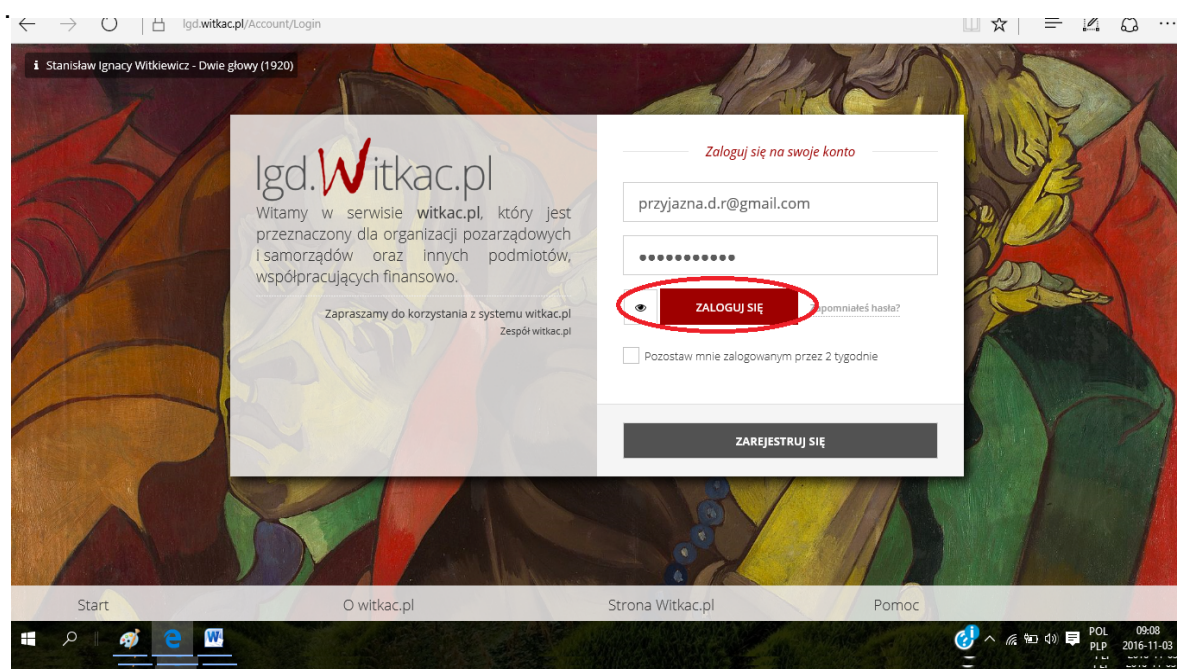 .
lgd.witkac.pl/Account/Login
i Stanisław Ignacy Witkiewicz - Dwie głowy (1920)
lgd.Witkac.pl
Witamy w serwisie witkac.pl, który jest
przeznaczony dla organizacji pozarządowych
i samorządów oraz innych podmiotów,
współpracujących finansowo.
Zapraszamy do korzystania z systemu witkac.pl
Zespół witkac.pl
Zaloguj się na swoje konto
przyjazna.d.r@gmail.com
●●●●●●●●●●●
ZALOGUJ SIĘ
Zapomniałeś hasła?
Pozostaw mnie zalogowanym przez 2 tygodnie
ZAREJESTRUJ SIĘ
Start O witkac.pl Strona Witkac.pl Pomoc
POL 09:08
PLP 2016-11-03